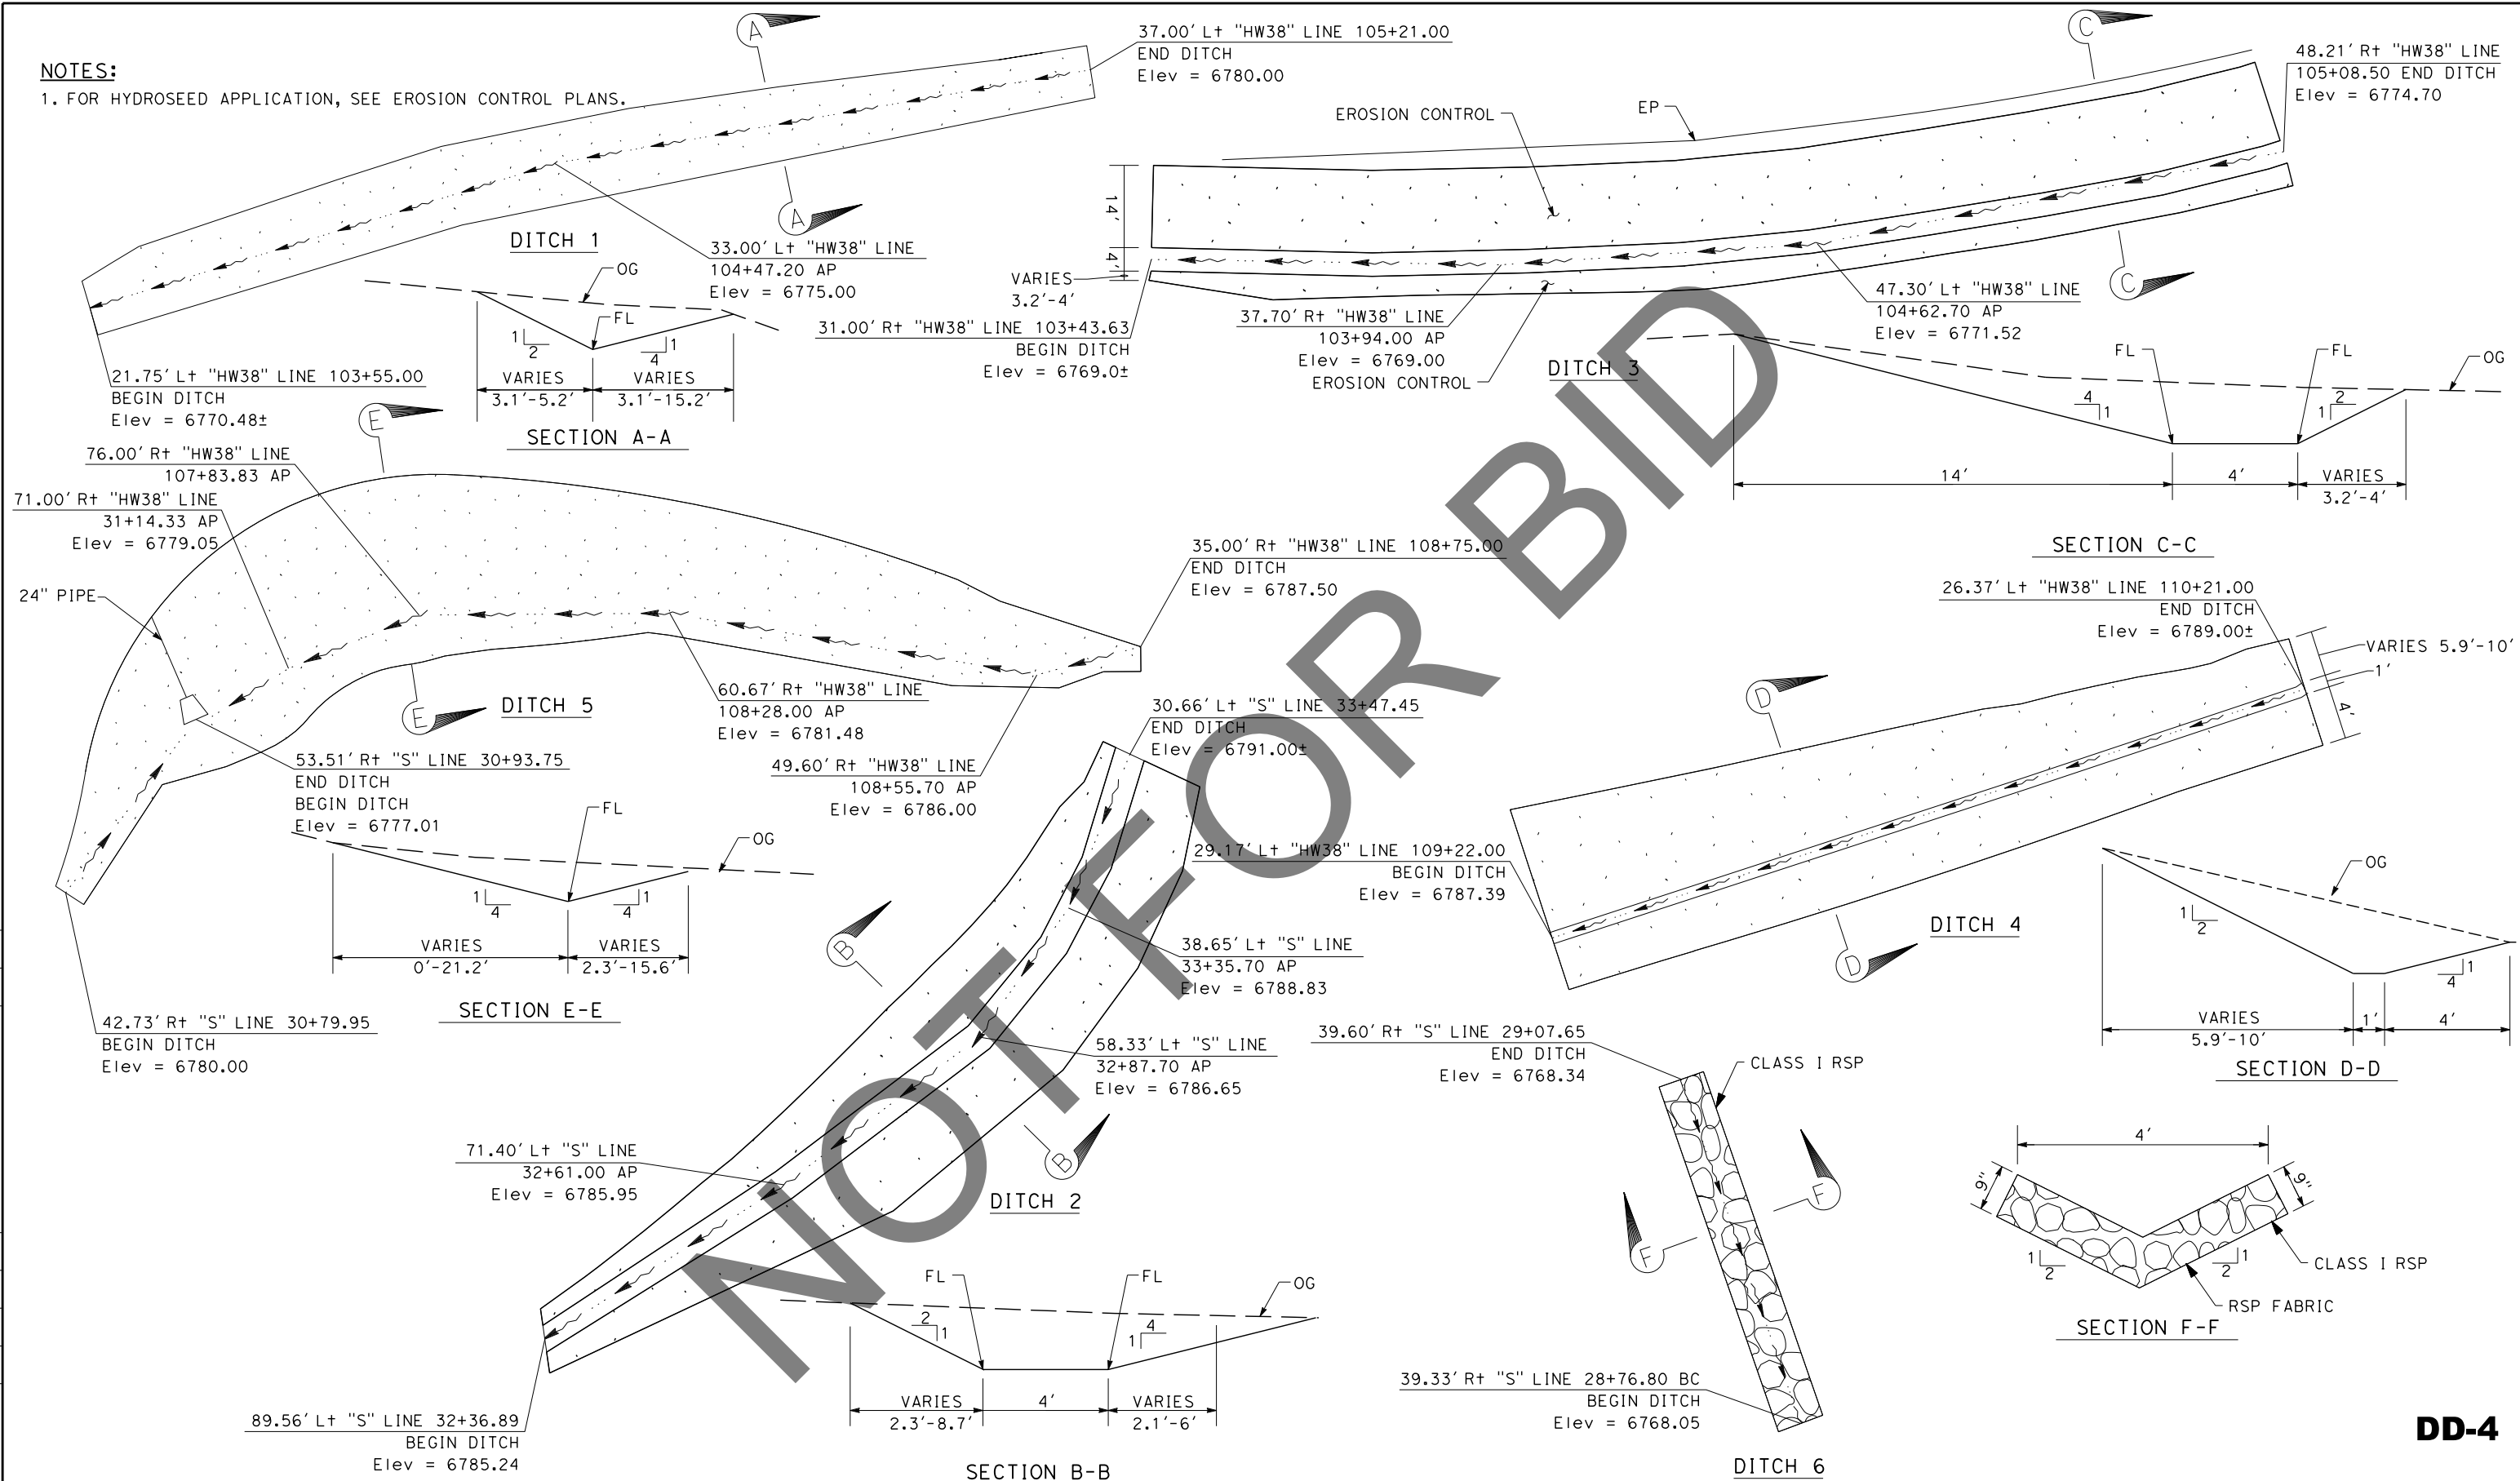 NOTES:
1. FOR HYDROSEED APPLICATION, SEE EROSION CONTROL PLANS.
A
37.00' Lt "HW38" LINE 105+21.00
END DITCH
Elev = 6780.00
A
DITCH 1
33.00' Lt "HW38" LINE
104+47.20 AP
Elev = 6775.00
21.75' Lt "HW38" LINE 103+55.00
BEGIN DITCH
Elev = 6770.48±
OG
FL
1
2
1
4
VARIES
3.1'-5.2'
VARIES
3.1'-15.2'
SECTION A-A
C
48.21' Rt "HW38" LINE
105+08.50 END DITCH
Elev = 6774.70
EROSION CONTROL
EP
14'
4'
VARIES
3.2'-4'
31.00' Rt "HW38" LINE 103+43.63
BEGIN DITCH
Elev = 6769.0±
37.70' Rt "HW38" LINE
103+94.00 AP
Elev = 6769.00
EROSION CONTROL
47.30' Lt "HW38" LINE
104+62.70 AP
Elev = 6771.52
C
DITCH 3
FL
FL
OG
4
1
2
1
14'
4'
VARIES
3.2'-4'
SECTION C-C
E
76.00' Rt "HW38" LINE
107+83.83 AP
71.00' Rt "HW38" LINE
31+14.33 AP
Elev = 6779.05
24" PIPE
35.00' Rt "HW38" LINE 108+75.00
END DITCH
Elev = 6787.50
E
DITCH 5
60.67' Rt "HW38" LINE
108+28.00 AP
Elev = 6781.48
49.60' Rt "HW38" LINE
108+55.70 AP
Elev = 6786.00
53.51' Rt "S" LINE 30+93.75
END DITCH
BEGIN DITCH
Elev = 6777.01
42.73' Rt "S" LINE 30+79.95
BEGIN DITCH
Elev = 6780.00
FL
OG
1
4
1
4
VARIES
0'-21.2'
VARIES
2.3'-15.6'
SECTION E-E
30.66' Lt "S" LINE 33+47.45
END DITCH
Elev = 6791.00±
B
38.65' Lt "S" LINE
33+35.70 AP
Elev = 6788.83
58.33' Lt "S" LINE
32+87.70 AP
Elev = 6786.65
B
71.40' Lt "S" LINE
32+61.00 AP
Elev = 6785.95
DITCH 2
89.56' Lt "S" LINE 32+36.89
BEGIN DITCH
Elev = 6785.24
FL
FL
OG
2
1
4
1
VARIES
2.3'-8.7'
4'
VARIES
2.1'-6'
SECTION B-B
26.37' Lt "HW38" LINE 110+21.00
END DITCH
Elev = 6789.00±
VARIES 5.9'-10'
1'
4'
D
29.17' Lt "HW38" LINE 109+22.00
BEGIN DITCH
Elev = 6787.39
D
DITCH 4
OG
1
2
1
4
VARIES
5.9'-10'
1'
4'
SECTION D-D
39.60' Rt "S" LINE 29+07.65
END DITCH
Elev = 6768.34
CLASS I RSP
F
F
39.33' Rt "S" LINE 28+76.80 BC
BEGIN DITCH
Elev = 6768.05
DITCH 6
4'
9"
9"
1
2
1
2
CLASS I RSP
RSP FABRIC
SECTION F-F
NOT FOR BID
DD-4